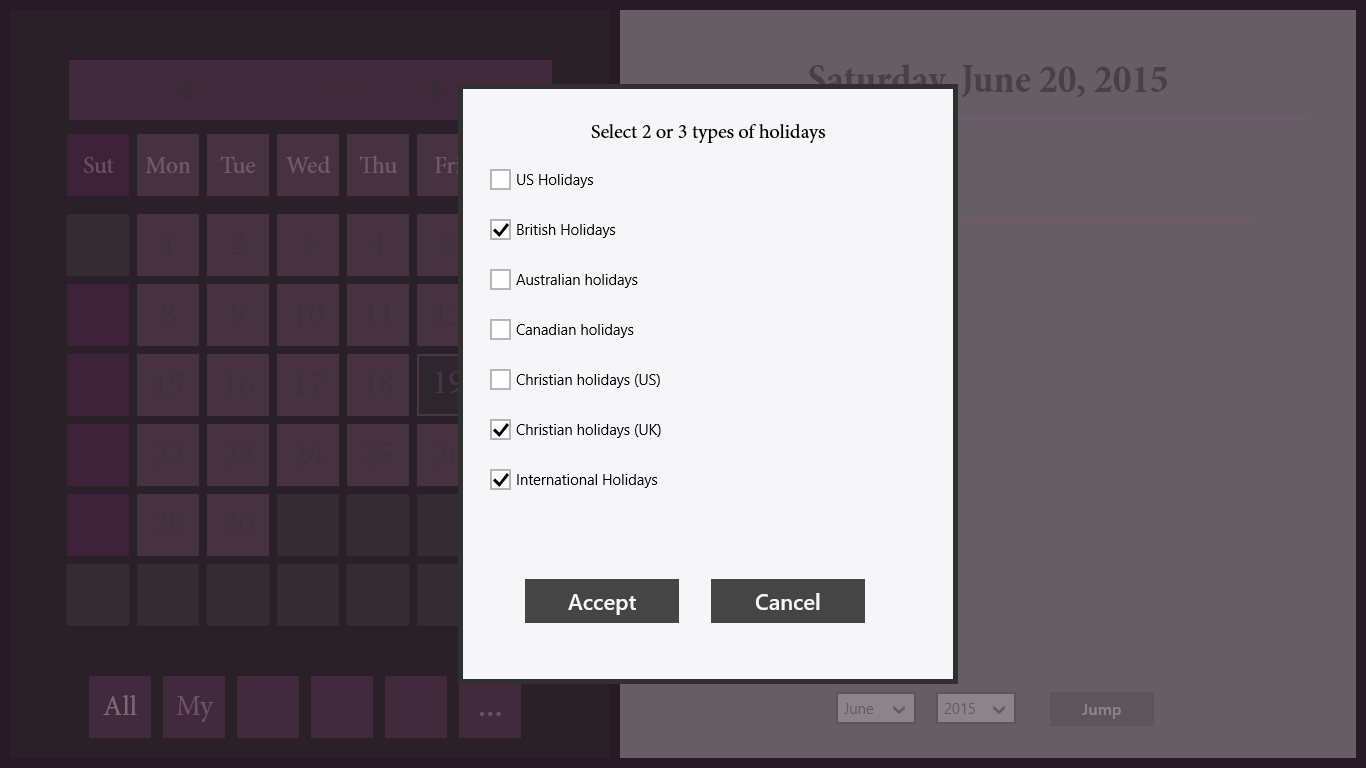 Saturday, June 20, 2015
Select 2 or 3 types of holidays
Sut Mon Tue Wed Thu Fri
US Holidays
British Holidays
Australian holidays
Canadian holidays
Christian holidays (US)
Christian holidays (UK)
International Holidays
1 2 3 4 5
8 9 10 11
15 16 17 18 19
22 23 24 25 26
29 30
Accept Cancel
All My ...
June 2015 Jump